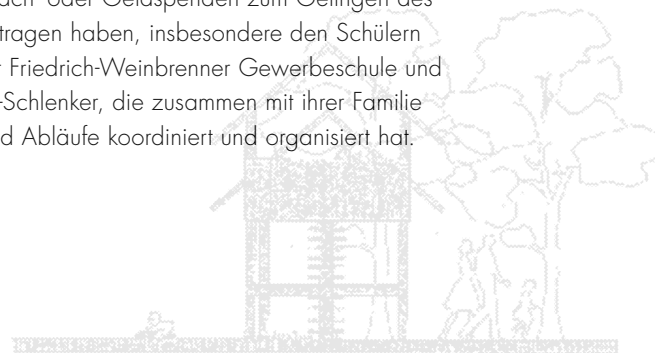 oder Geldspenden zum Gelingen des
tragen haben, insbesondere den Schülern
Friedrich-Weinbrenner Gewerbeschule und
-Schlenker, die zusammen mit ihrer Familie
d Abläufe koordiniert und organisiert hat.